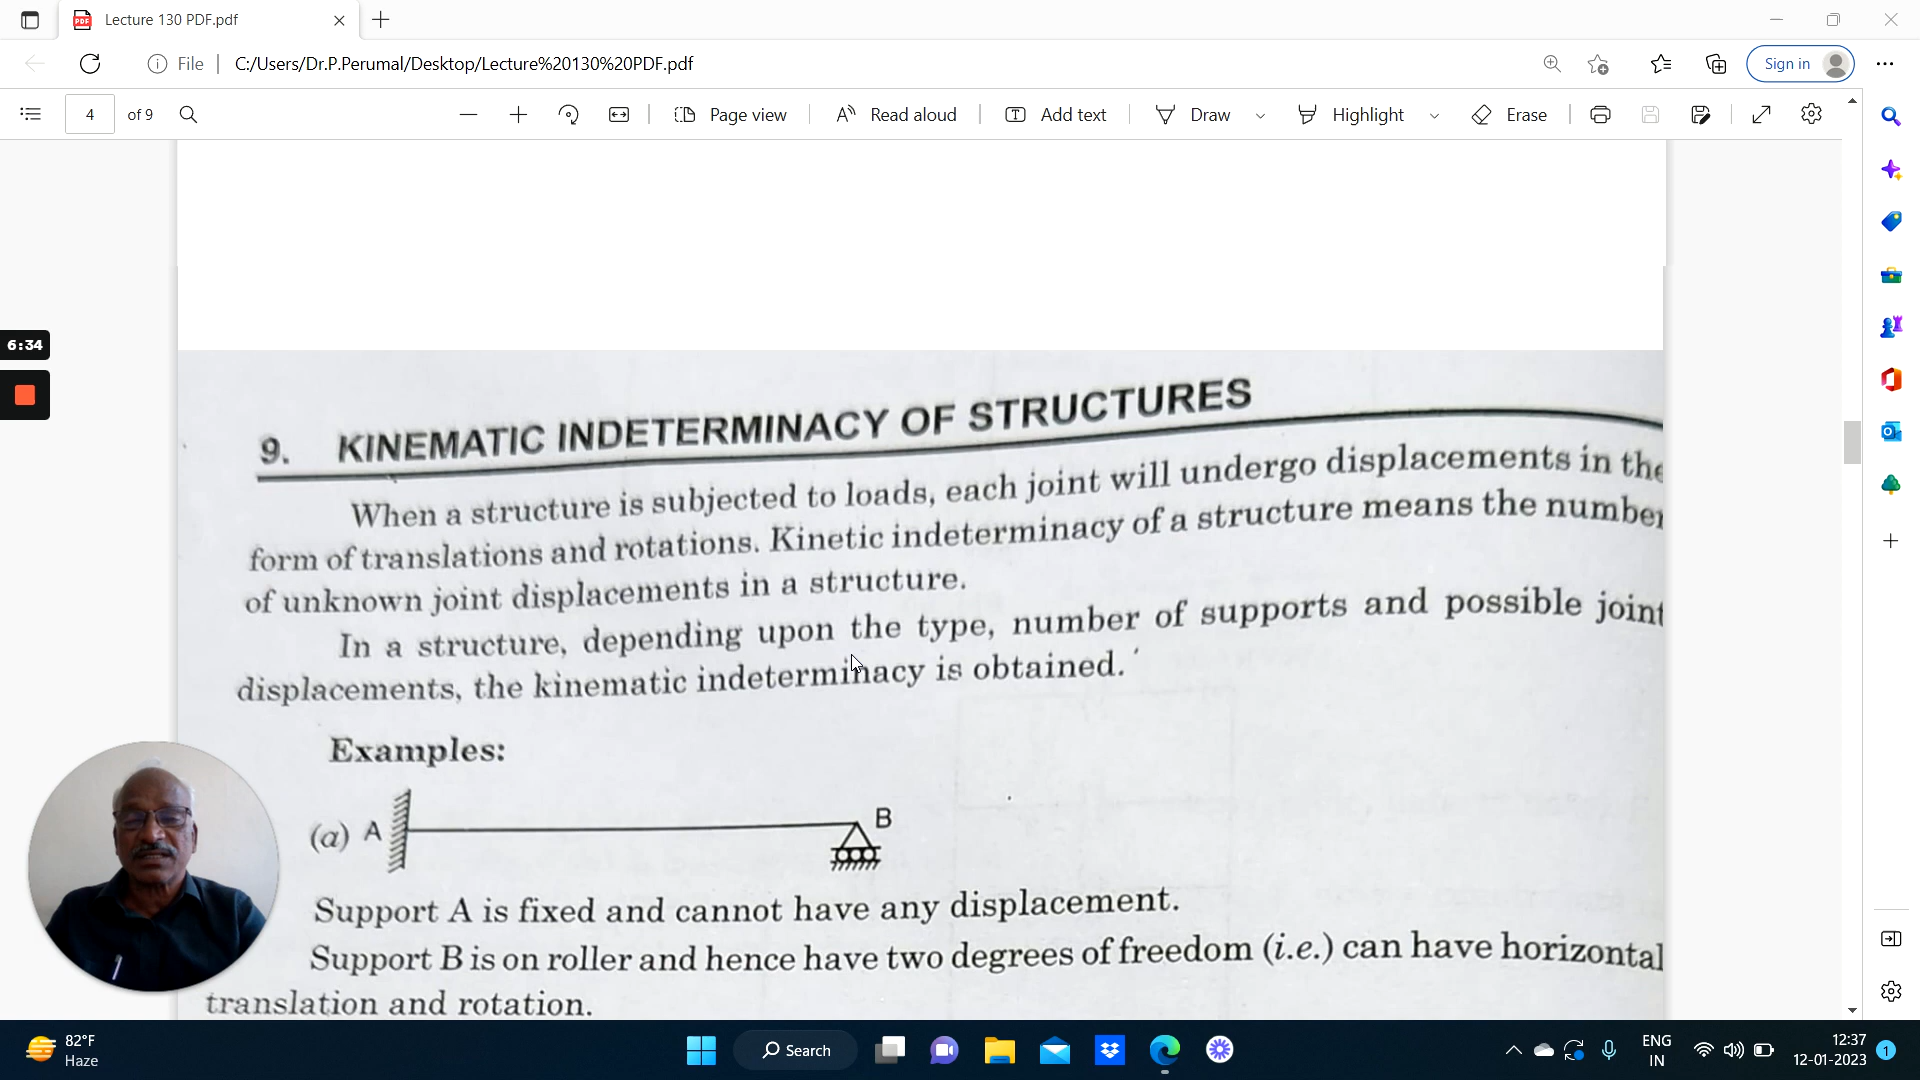 Lecture 130 PDF.pdf
File
C:/Users/Dr.P.Perumal/Desktop/Lecture%20130%20PDF.pdf
Sign in
4 of 9
Page view
Read aloud
Add text
Draw
Highlight
Erase
6:34
9. KINEMATIC INDETERMINACY OF STRUCTURES
When a structure is subjected to loads, each joint will undergo displacements in the
form of translations and rotations. Kinetic indeterminacy of a structure means the number
of unknown joint displacements in a structure.
In a structure, depending upon the type, number of supports and possible joint
displacements, the kinematic indeterminacy is obtained.
Examples:
(a) A
B
Support A is fixed and cannot have any displacement.
Support B is on roller and hence have two degrees of freedom (i.e.) can have horizontal
translation and rotation.
82°F
Haze
Search
ENG
IN
12:37
12-01-2023
1